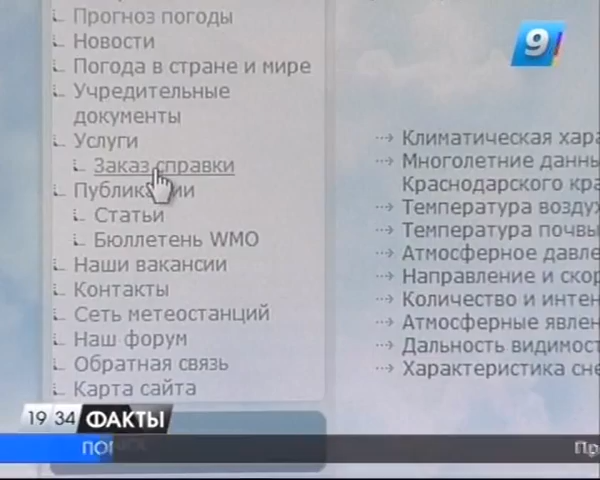 Прогноз погоды
Новости
Погода в стране и мире
Учредительные
документы
Услуги
Заказ справки
Статьи
Бюллетень WMO
Наши вакансии
Контакты
Сеть метеостанций
Наш форум
Обратная связь
Карта сайта
9
Климатическая хара
Многолетние данны
Краснодарского кра
Температура воздух
Температура почвы
Атмосферное давле
Направление и скор
Количество и интен
Атмосферные явлен
Дальность видимост
Характеристика сне
19 34 ФАКТЫ